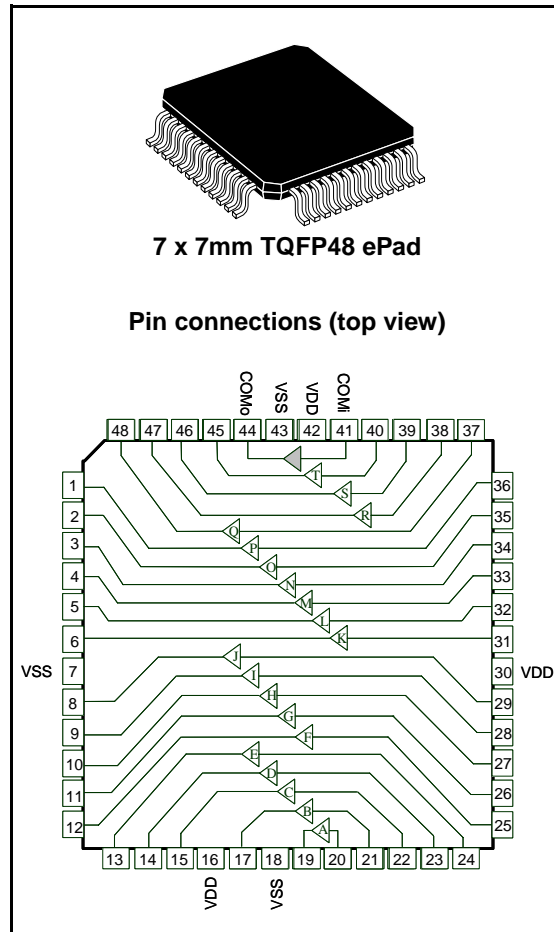 7 x 7mm TQFP48 ePad
Pin connections (top view)
COMo VSS VDD COMi
48 47 46 45 44 43 42 41 40 39 38 37
T
1 36
S
2 35
R
3 Q 34
P
4 O 33
N
5 M 32
L
6 K 31
VSS 7 J 30 VDD
8 I 29
9 H 28
10 G 27
11 F 26
E
12 D 25
C
B
A
13 14 15 16 17 18 19 20 21 22 23 24
VDD VSS